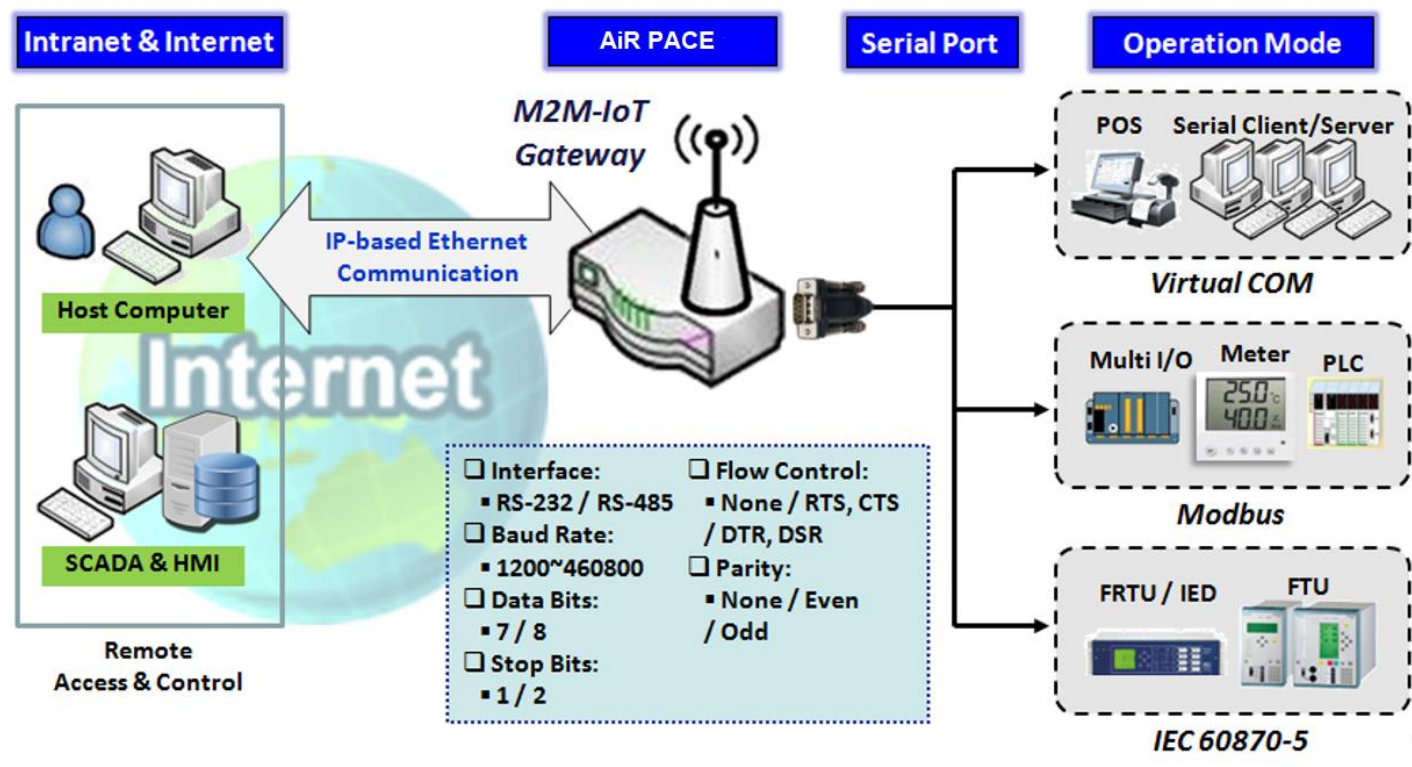 Intranet & Internet
AiR PACE
Serial Port
Operation Mode
M2M-IoT
Gateway
IP-based Ethernet
Communication
Host Computer
Internet
SCADA & HMI
Remote
Access & Control
❑ Interface:
▪ RS-232 / RS-485
❑ Baud Rate:
▪ 1200~460800
❑ Data Bits:
▪ 7 / 8
❑ Stop Bits:
▪ 1 / 2
❑ Flow Control:
▪ None / RTS, CTS
/ DTR, DSR
❑ Parity:
▪ None / Even
/ Odd
POS
Serial Client/Server
Virtual COM
Multi I/O
Meter
PLC
25.0 °C
40.0
Modbus
FRTU / IED
FTU
IEC 60870-5